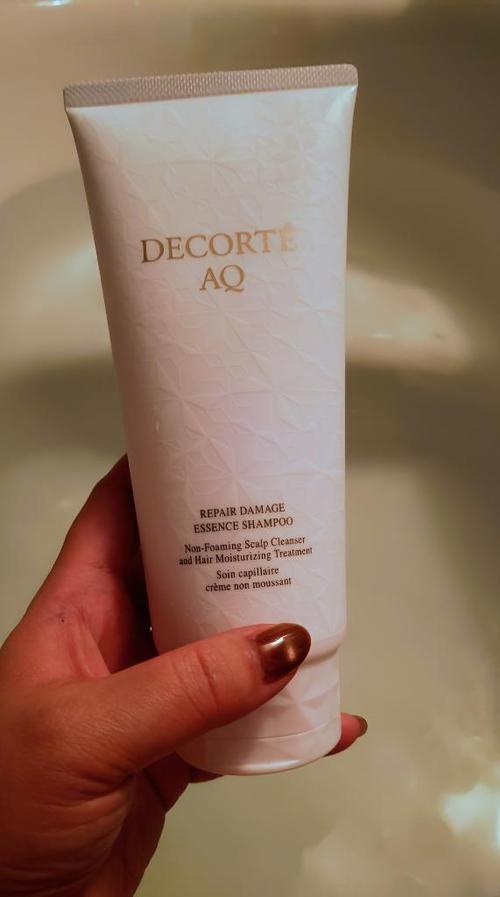 DECORTÉ
AQ
REPAIR DAMAGE
ESSENCE SHAMPOO
Non-Foaming Scalp Cleanser
and Hair Moisturizing Treatment
Soin capillaire
crème non moussant